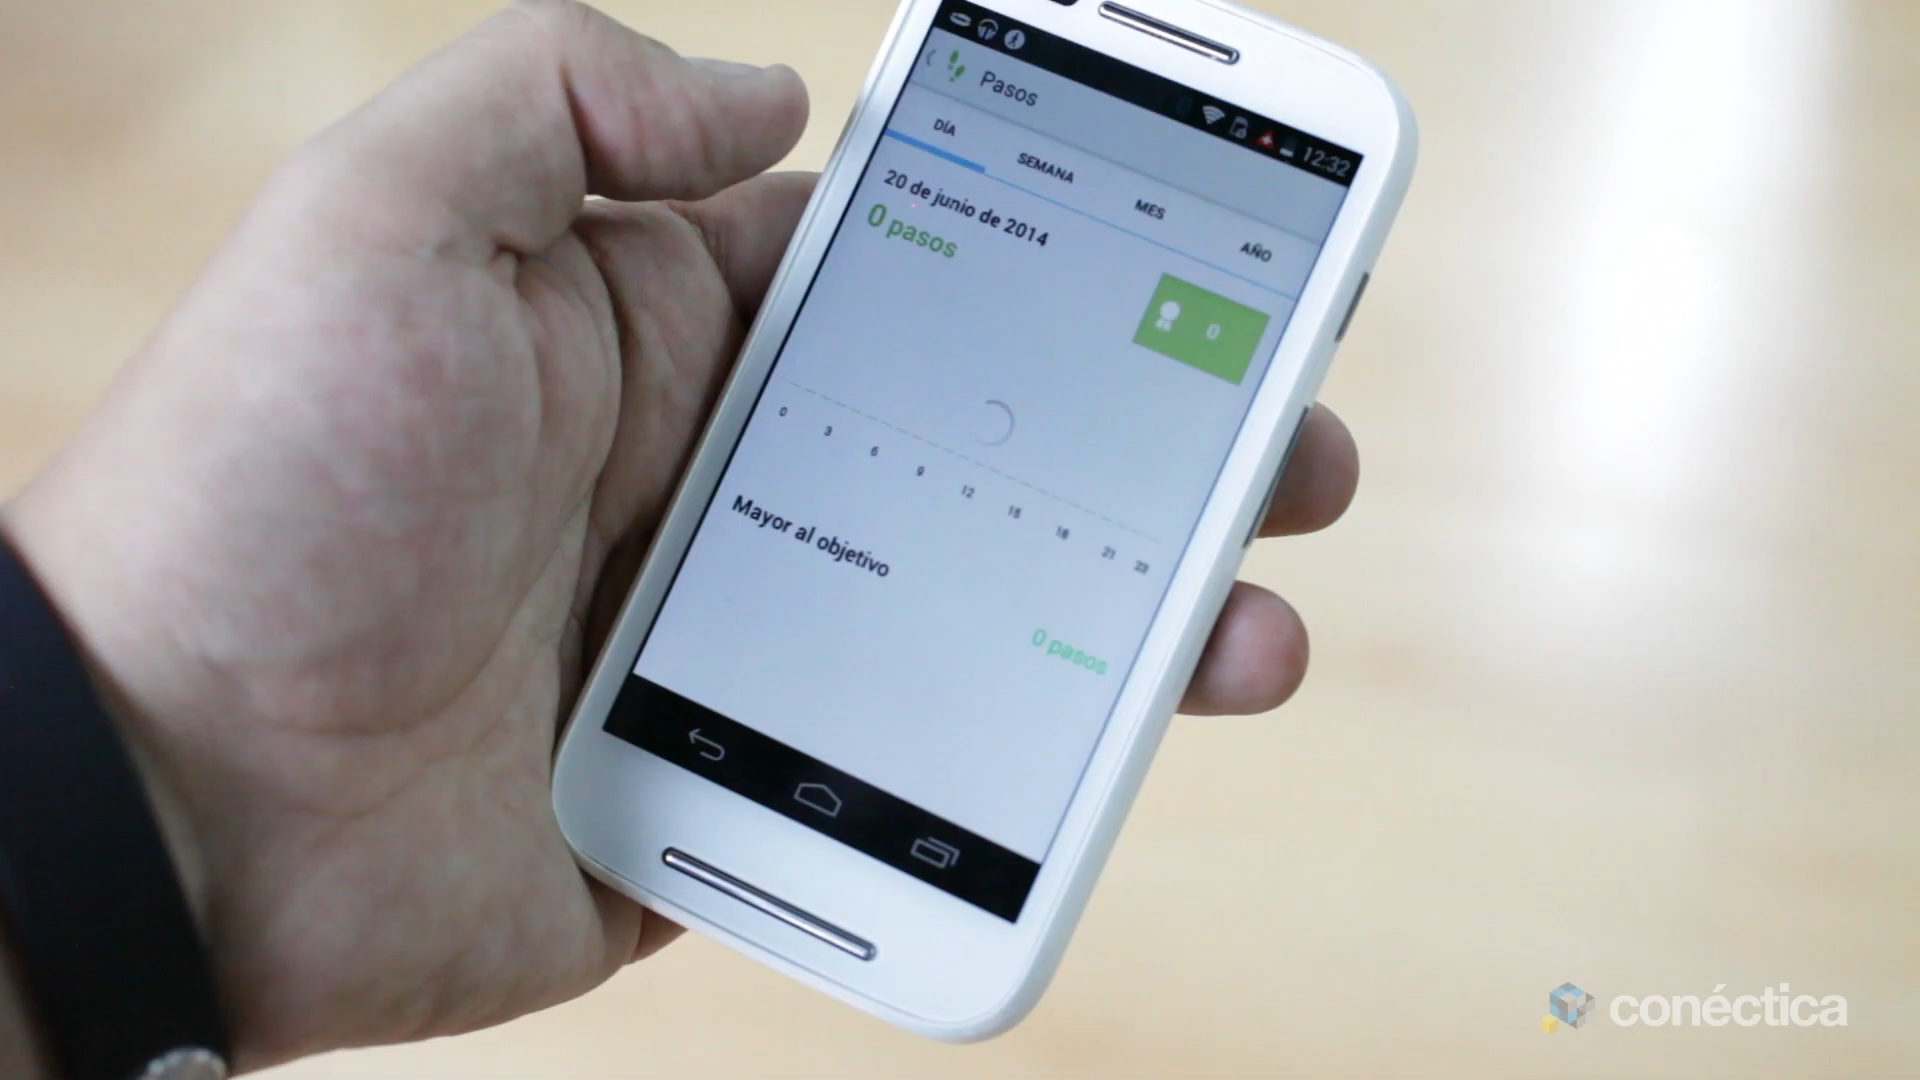 12:32
Pasos
DÍA
SEMANA
MES
AÑO
20 de junio de 2014
0 pasos
0
0 3 6 9 12 15 18 21 23
Mayor al objetivo
0 pasos
conéctica